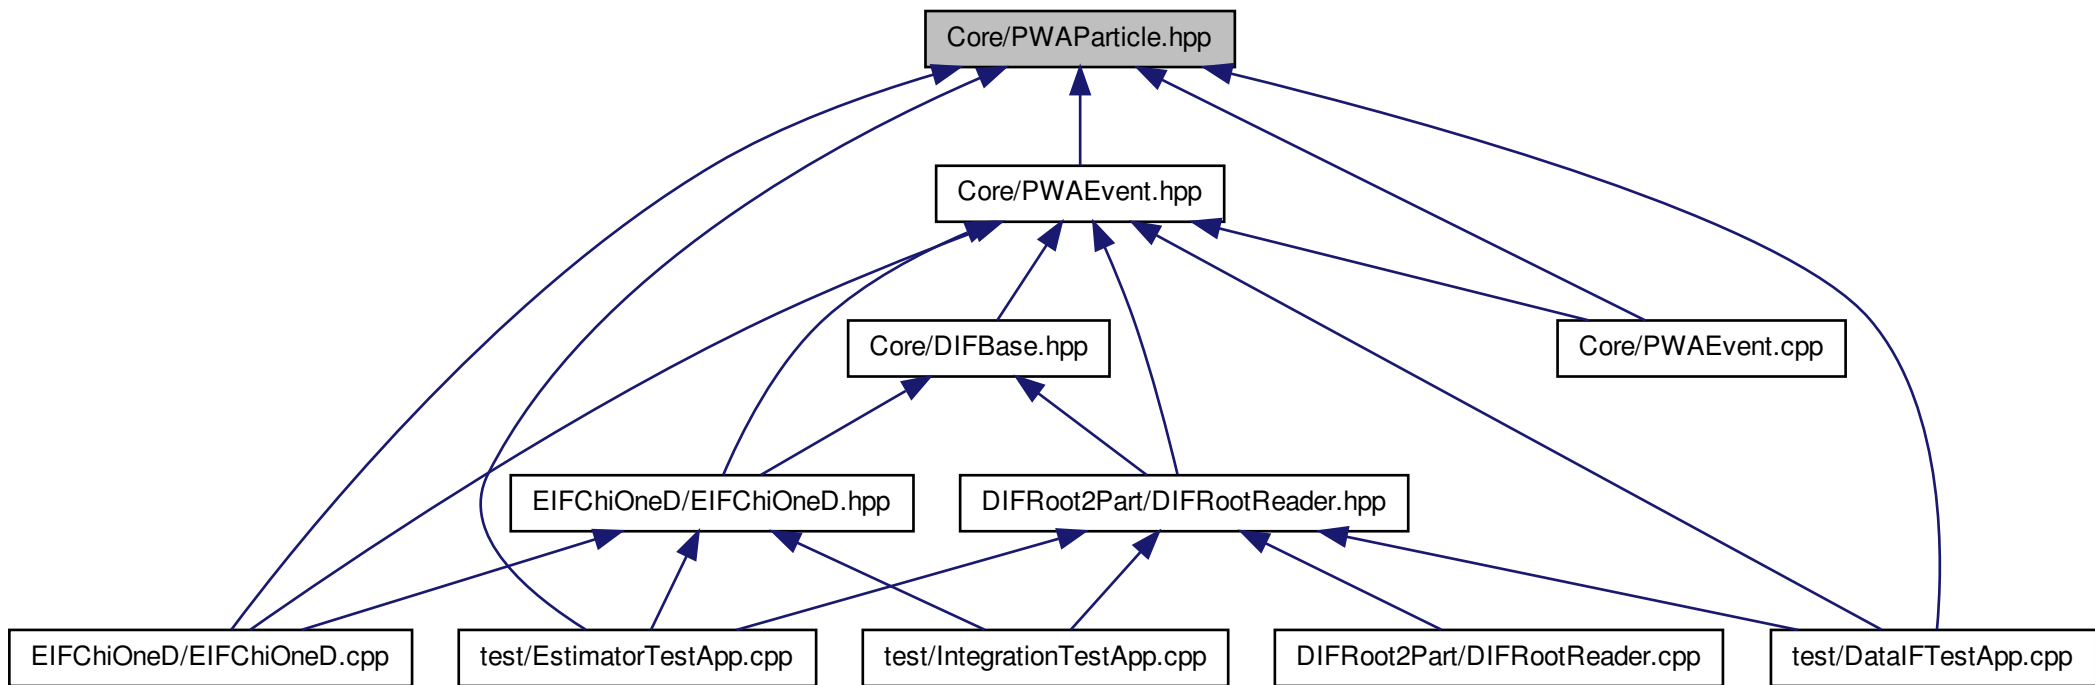 Core/PWAParticle.hpp
Core/PWAEvent.hpp
Core/DIFBase.hpp
Core/PWAEvent.cpp
EIFChiOneD/EIFChiOneD.hpp
DIFRoot2Part/DIFRootReader.hpp
EIFChiOneD/EIFChiOneD.cpp
test/EstimatorTestApp.cpp
test/IntegrationTestApp.cpp
DIFRoot2Part/DIFRootReader.cpp
test/DataIFTestApp.cpp